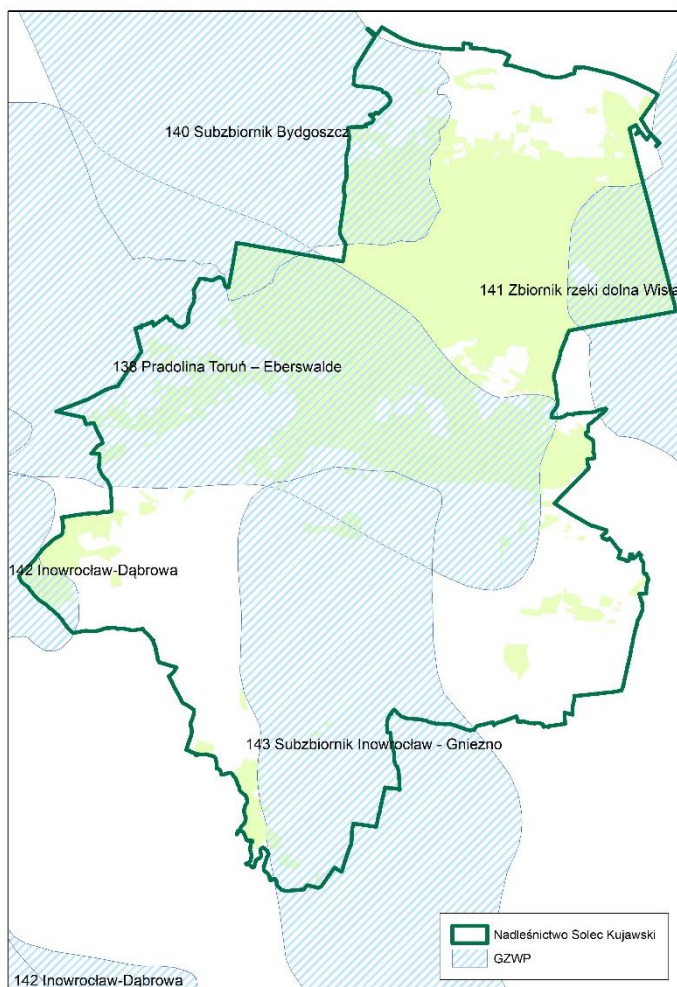 140 Subzbiornik Bydgoszcz
141 Zbiornik rzeki dolna Wisła
138 Pradolina Toruń – Eberswalde
142 Inowrocław-Dąbrowa
143 Subzbiornik Inowrocław - Gniezno
Nadleśnictwo Solec Kujawski
GZWP
142 Inowrocław-Dąbrowa